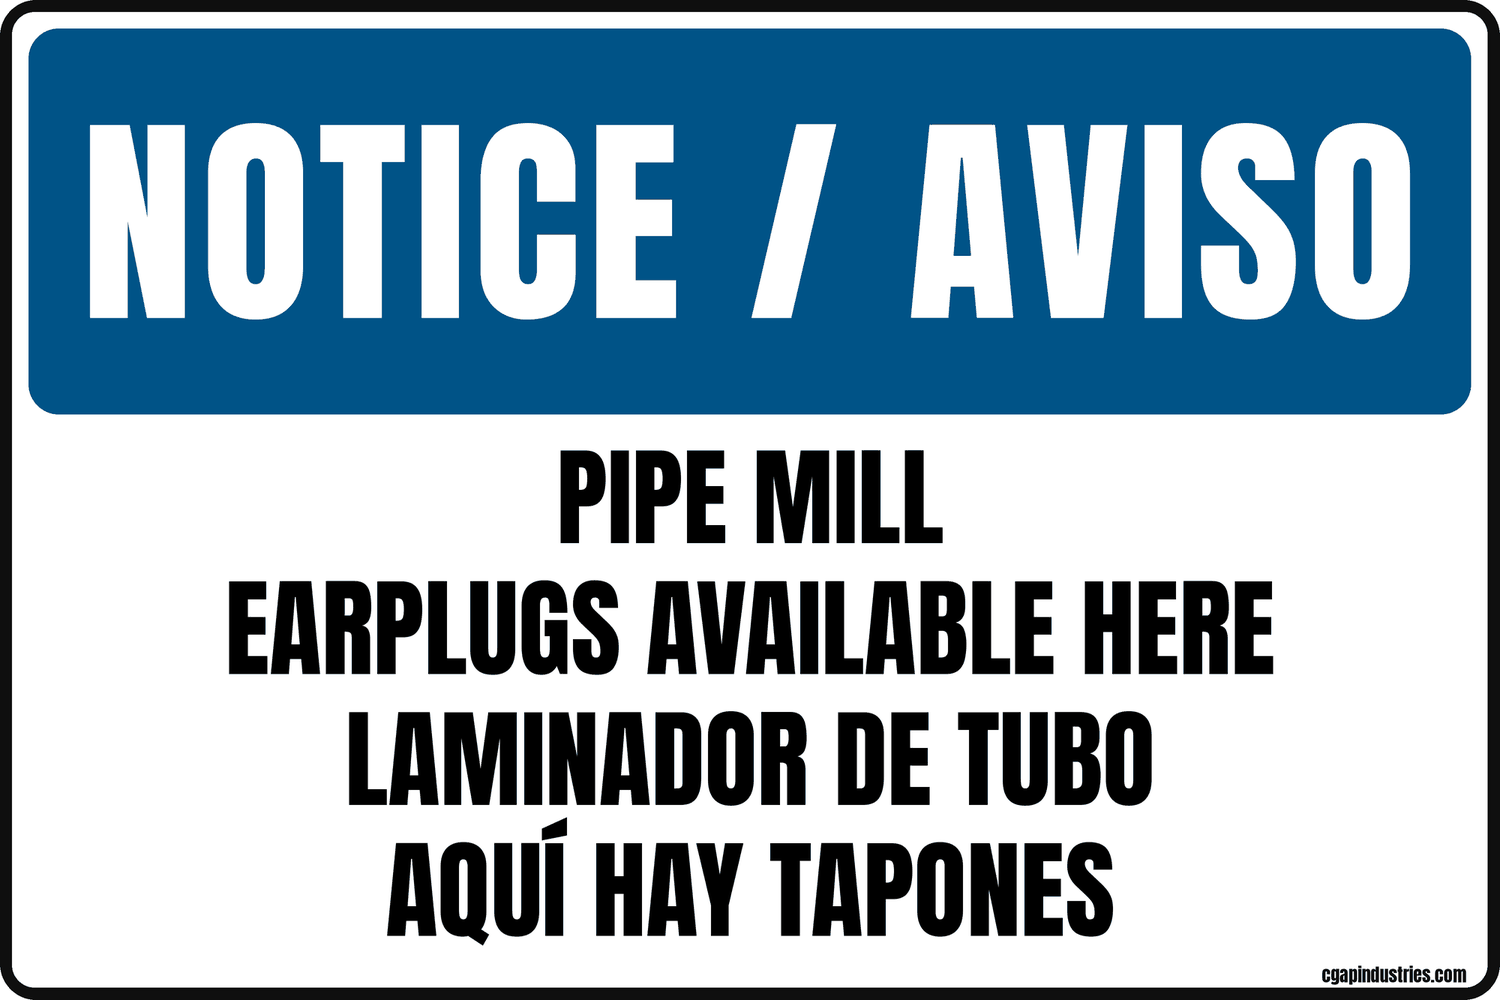 NOTICE / AVISO
PIPE MILL
EARPLUGS AVAILABLE HERE
LAMINADOR DE TUBO
AQUÍ HAY TAPONES
cgapindustries.com